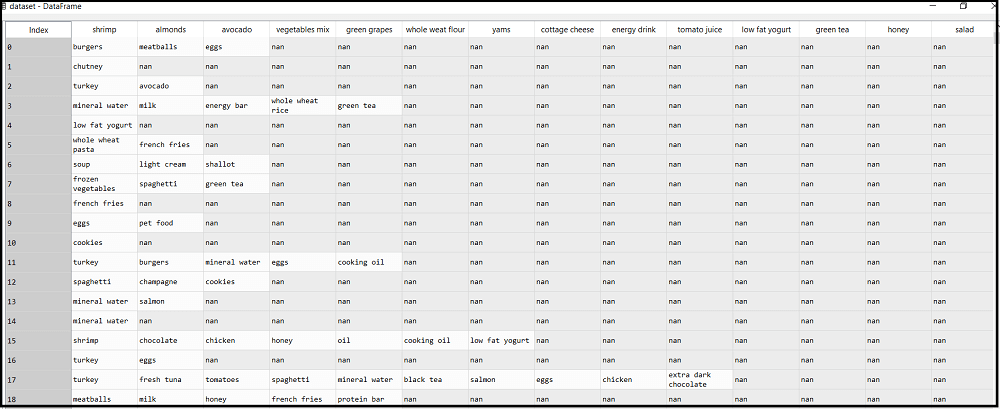 dataset - DataFrame
Index shrimp almonds avocado vegetables mix green grapes whole weat flour yams cottage cheese energy drink tomato juice low fat yogurt green tea honey salad
0 burgers meatballs eggs nan nan nan nan nan nan nan nan nan nan nan
1 chutney nan nan nan nan nan nan nan nan nan nan nan nan nan
2 turkey avocado nan nan nan nan nan nan nan nan nan nan nan nan
3 mineral water milk energy bar whole wheat rice green tea nan nan nan nan nan nan nan nan nan
4 low fat yogurt nan nan nan nan nan nan nan nan nan nan nan nan nan
5 whole wheat pasta french fries nan nan nan nan nan nan nan nan nan nan nan nan
6 soup light cream shallot nan nan nan nan nan nan nan nan nan nan nan
7 frozen vegetables spaghetti green tea nan nan nan nan nan nan nan nan nan nan nan
8 french fries nan nan nan nan nan nan nan nan nan nan nan nan nan
9 eggs pet food nan nan nan nan nan nan nan nan nan nan nan nan
10 cookies nan nan nan nan nan nan nan nan nan nan nan nan nan
11 turkey burgers mineral water eggs cooking oil nan nan nan nan nan nan nan nan nan
12 spaghetti champagne cookies nan nan nan nan nan nan nan nan nan nan nan
13 mineral water salmon nan nan nan nan nan nan nan nan nan nan nan nan
14 mineral water nan nan nan nan nan nan nan nan nan nan nan nan nan
15 shrimp chocolate chicken honey oil cooking oil low fat yogurt nan nan nan nan nan nan nan
16 turkey eggs nan nan nan nan nan nan nan nan nan nan nan nan
17 turkey fresh tuna tomatoes spaghetti mineral water black tea salmon eggs chicken extra dark chocolate nan nan nan nan
18 meatballs milk honey french fries protein bar nan nan nan nan nan nan nan nan nan